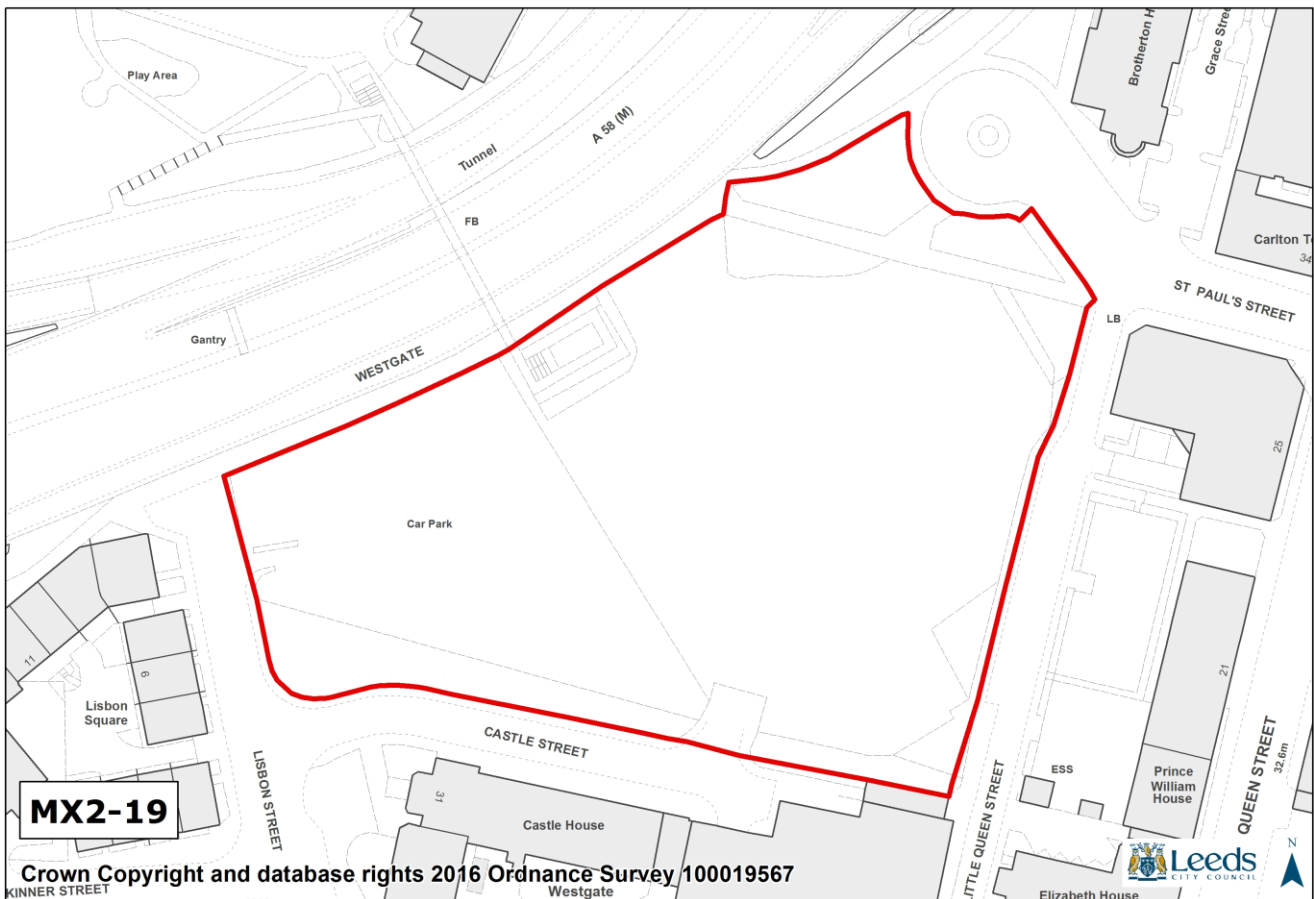 Play Area
Brotherton H
Grace Stree
Tunnel
A 58 (M)
FB
Carlton T
34
ST PAUL'S STREET
LB
Gantry
WESTGATE
25
Car Park
11
6
21
Lisbon
Square
CASTLE STREET
LISBON STREET
31
Castle House
ESS
Prince
William
House
QUEEN STREET
32.6m
LITTLE QUEEN STREET
MX2-19
Crown Copyright and database rights 2016 Ordnance Survey 100019567
KINNER STREET
Westgate
Elizabeth House
Leeds
CITY COUNCIL
N